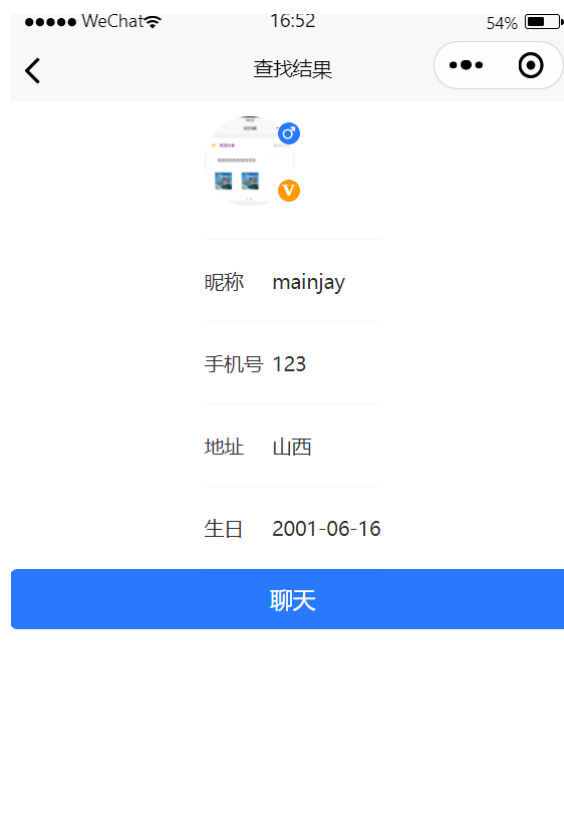 WeChat 16:52 54%
查找结果
V
昵称 mainjay
手机号 123
地址 山西
生日 2001-06-16
聊天